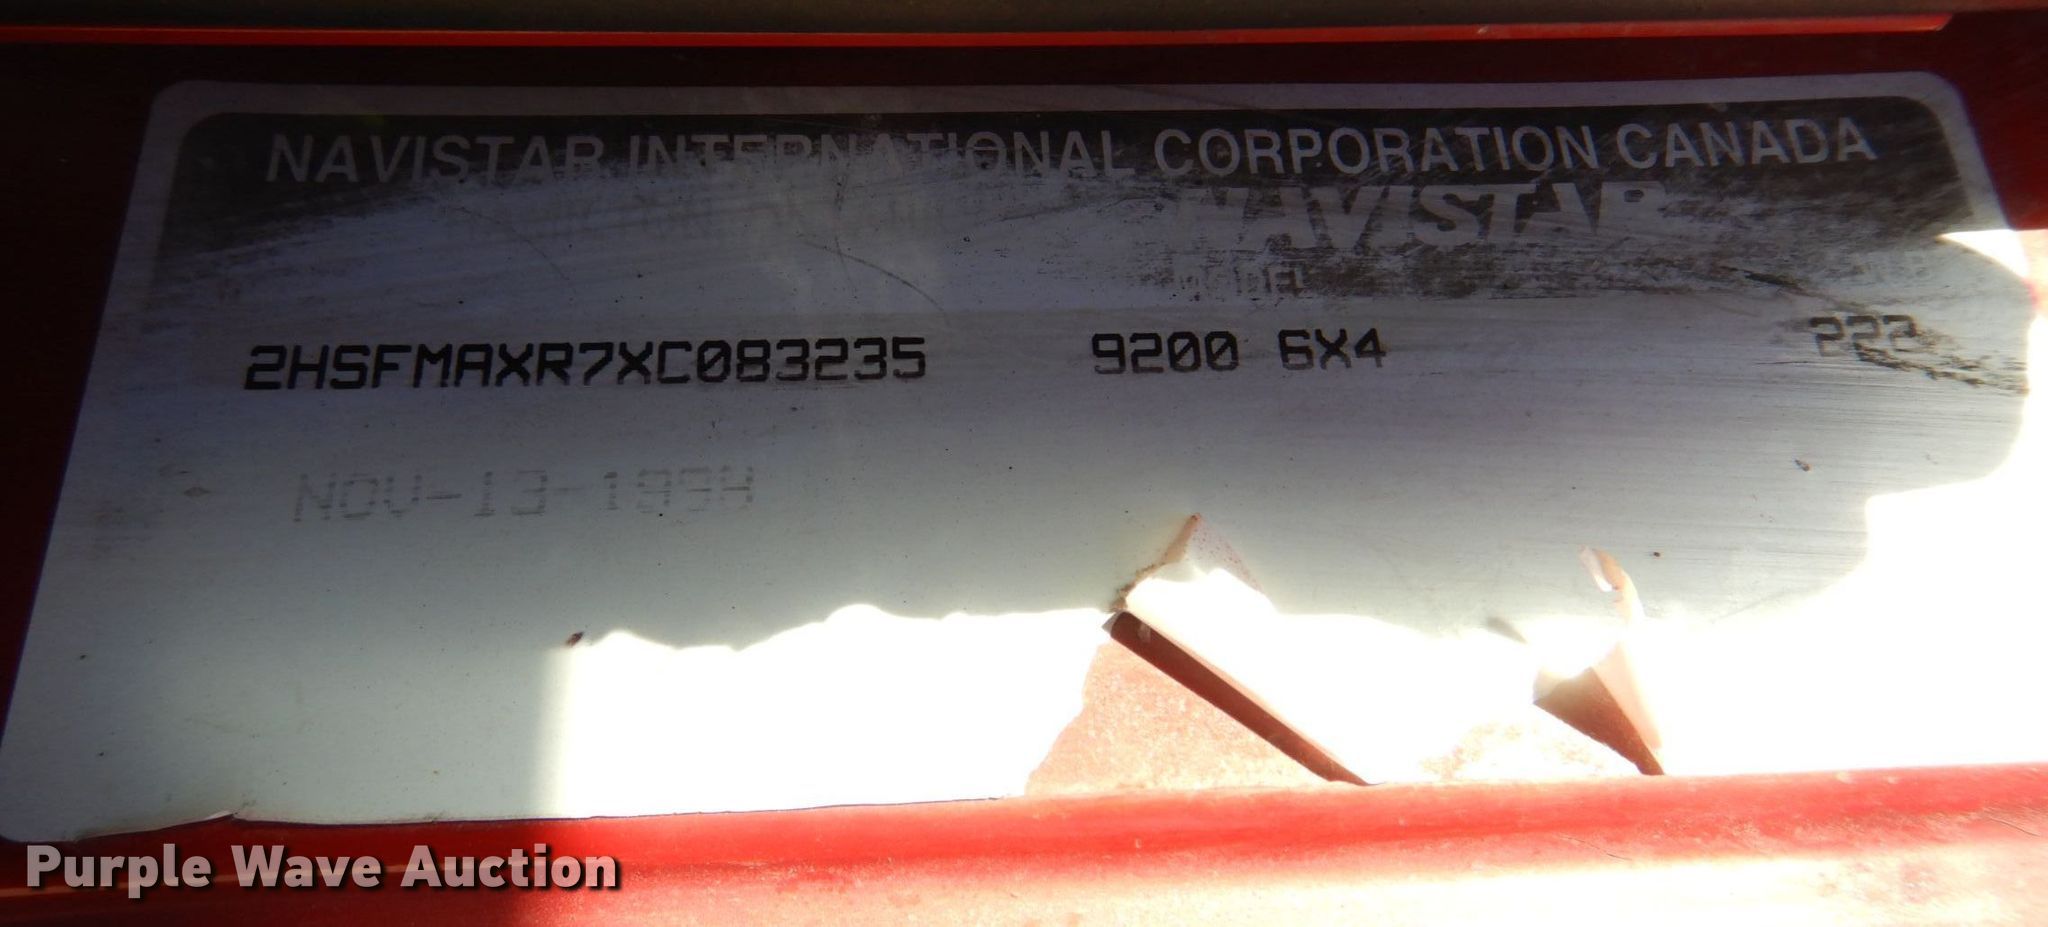 NAVISTAR INTERNATIONAL CORPORATION CANADA
NAVISTAR
MODEL
2HSFMAXR7XC083235 9200 6X4 222
NOV-13-1998
Purple Wave Auction